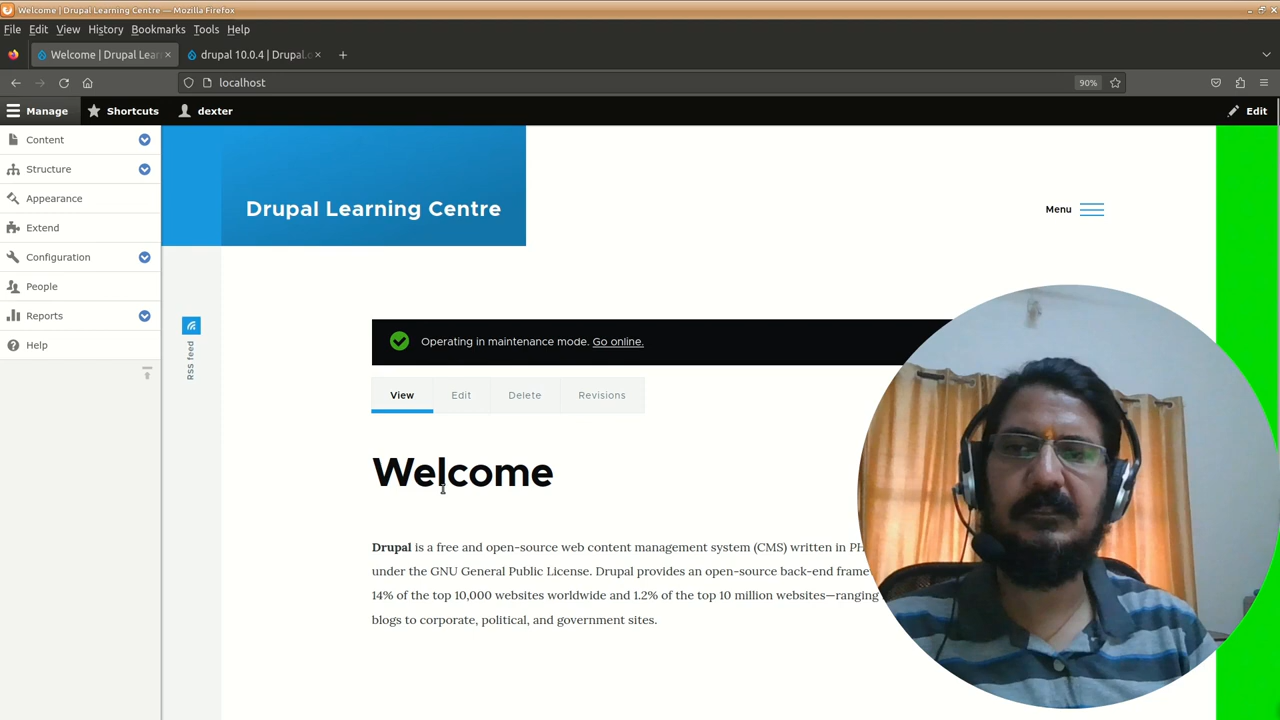 Welcome | Drupal Learning Centre — Mozilla Firefox
File Edit View History Bookmarks Tools Help
Welcome | Drupal Lear
drupal 10.0.4 | Drupal.o
localhost
90%
Manage Shortcuts dexter Edit
Content
Structure
Appearance
Extend
Configuration
People
Reports
Help
Drupal Learning Centre
Menu
RSS feed
Operating in maintenance mode. Go online.
View Edit Delete Revisions
Welcome
Drupal is a free and open-source web content management system (CMS) written in PH
under the GNU General Public License. Drupal provides an open-source back-end frame
14% of the top 10,000 websites worldwide and 1.2% of the top 10 million websites—ranging
blogs to corporate, political, and government sites.